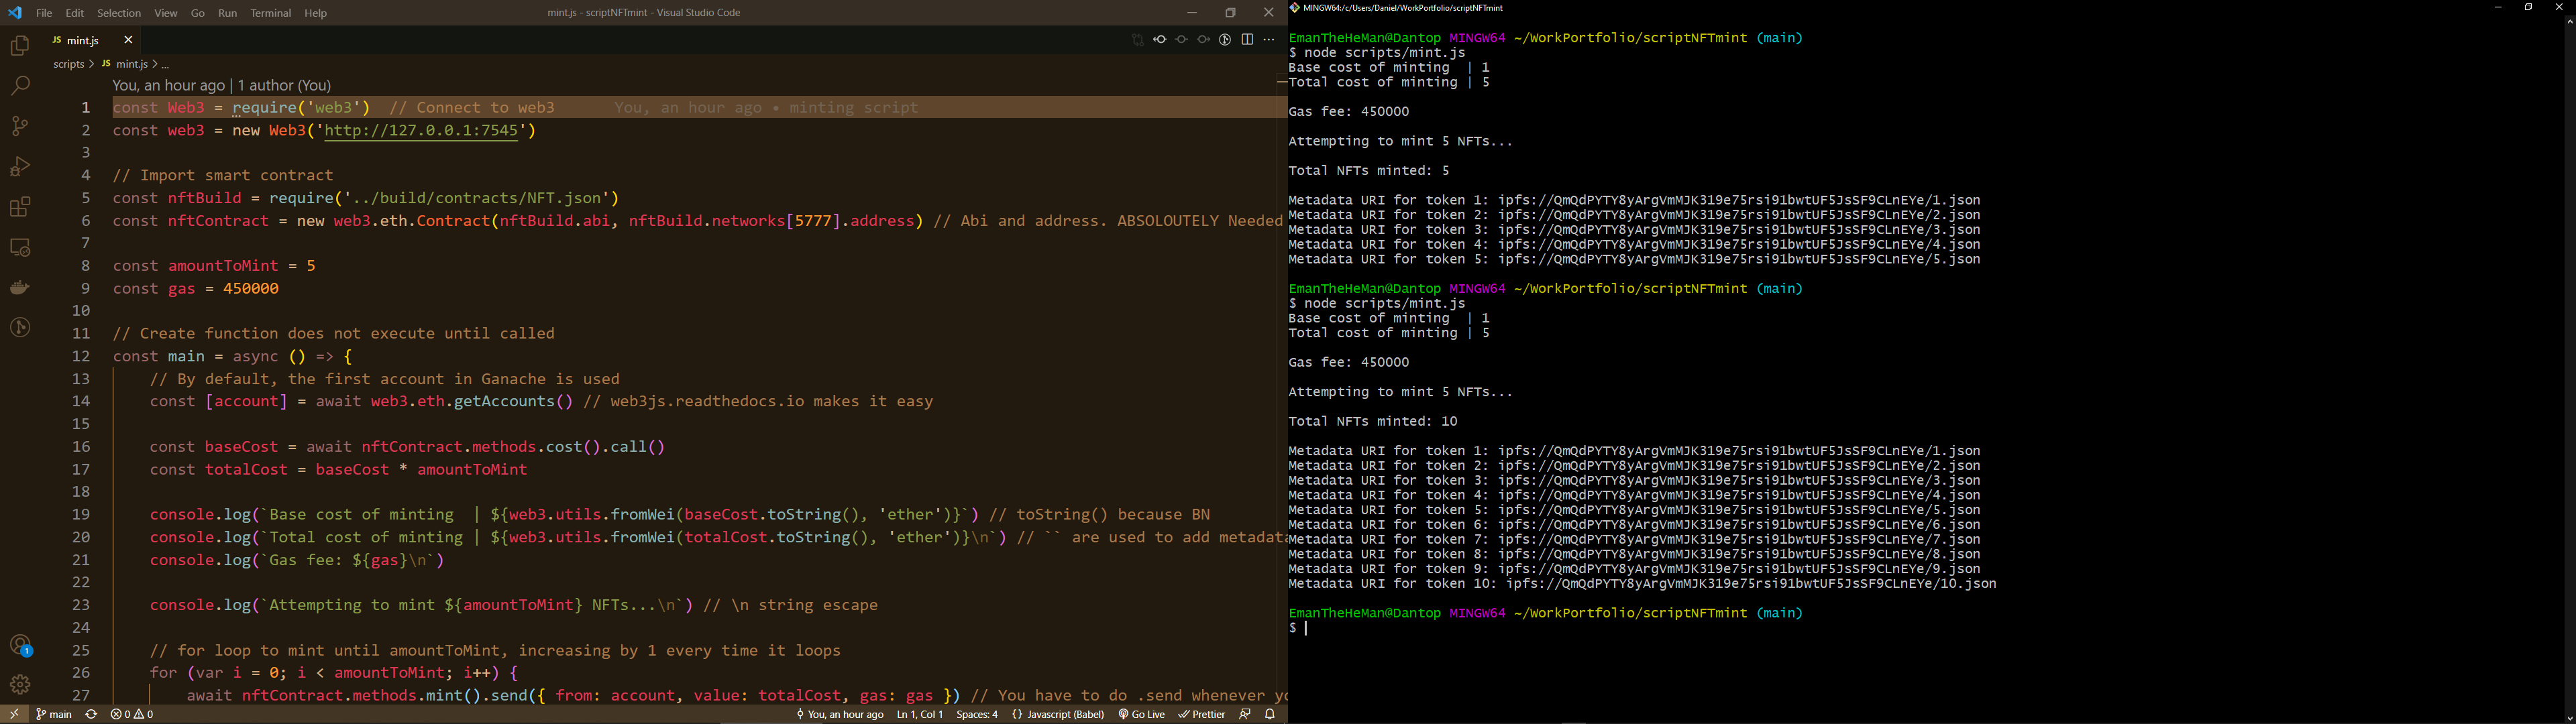 File Edit Selection View Go Run Terminal Help
mint.js - scriptNFTmint - Visual Studio Code
JS mint.js
scripts > JS mint.js > ...
You, an hour ago | 1 author (You)
1 const Web3 = require('web3') // Connect to web3 You, an hour ago • minting script
2 const web3 = new Web3('http://127.0.0.1:7545')
3
4 // Import smart contract
5 const nftBuild = require('../build/contracts/NFT.json')
6 const nftContract = new web3.eth.Contract(nftBuild.abi, nftBuild.networks[5777].address) // Abi and address. ABSOLOUTELY Needed
7
8 const amountToMint = 5
9 const gas = 450000
10
11 // Create function does not execute until called
12 const main = async () => {
13 // By default, the first account in Ganache is used
14 const [account] = await web3.eth.getAccounts() // web3js.readthedocs.io makes it easy
15
16 const baseCost = await nftContract.methods.cost().call()
17 const totalCost = baseCost * amountToMint
18
19 console.log(`Base cost of minting  | ${web3.utils.fromWei(baseCost.toString(), 'ether')}`) // toString() because BN
20 console.log(`Total cost of minting | ${web3.utils.fromWei(totalCost.toString(), 'ether')}\n`) // `` are used to add metadata
21 console.log(`Gas fee: ${gas}\n`)
22
23 console.log(`Attempting to mint ${amountToMint} NFTs...\n`) // \n string escape
24
25 // for loop to mint until amountToMint, increasing by 1 every time it loops
26 for (var i = 0; i < amountToMint; i++) {
27 await nftContract.methods.mint().send({ from: account, value: totalCost, gas: gas }) // You have to do .send whenever yo
1
main 0 0 You, an hour ago Ln 1, Col 1 Spaces: 4 {} Javascript (Babel) Go Live Prettier
MINGW64:/c/Users/Daniel/WorkPortfolio/scriptNFTmint
EmanTheHeMan@Dantop MINGW64 ~/WorkPortfolio/scriptNFTmint (main)
$ node scripts/mint.js
Base cost of minting  | 1
Total cost of minting | 5
Gas fee: 450000
Attempting to mint 5 NFTs...
Total NFTs minted: 5
Metadata URI for token 1: ipfs://QmQdPYTY8yArgVmMJK319e75rsi91bwtUF5JsSF9CLnEYe/1.json
Metadata URI for token 2: ipfs://QmQdPYTY8yArgVmMJK319e75rsi91bwtUF5JsSF9CLnEYe/2.json
Metadata URI for token 3: ipfs://QmQdPYTY8yArgVmMJK319e75rsi91bwtUF5JsSF9CLnEYe/3.json
Metadata URI for token 4: ipfs://QmQdPYTY8yArgVmMJK319e75rsi91bwtUF5JsSF9CLnEYe/4.json
Metadata URI for token 5: ipfs://QmQdPYTY8yArgVmMJK319e75rsi91bwtUF5JsSF9CLnEYe/5.json
EmanTheHeMan@Dantop MINGW64 ~/WorkPortfolio/scriptNFTmint (main)
$ node scripts/mint.js
Base cost of minting  | 1
Total cost of minting | 5
Gas fee: 450000
Attempting to mint 5 NFTs...
Total NFTs minted: 10
Metadata URI for token 1: ipfs://QmQdPYTY8yArgVmMJK319e75rsi91bwtUF5JsSF9CLnEYe/1.json
Metadata URI for token 2: ipfs://QmQdPYTY8yArgVmMJK319e75rsi91bwtUF5JsSF9CLnEYe/2.json
Metadata URI for token 3: ipfs://QmQdPYTY8yArgVmMJK319e75rsi91bwtUF5JsSF9CLnEYe/3.json
Metadata URI for token 4: ipfs://QmQdPYTY8yArgVmMJK319e75rsi91bwtUF5JsSF9CLnEYe/4.json
Metadata URI for token 5: ipfs://QmQdPYTY8yArgVmMJK319e75rsi91bwtUF5JsSF9CLnEYe/5.json
Metadata URI for token 6: ipfs://QmQdPYTY8yArgVmMJK319e75rsi91bwtUF5JsSF9CLnEYe/6.json
Metadata URI for token 7: ipfs://QmQdPYTY8yArgVmMJK319e75rsi91bwtUF5JsSF9CLnEYe/7.json
Metadata URI for token 8: ipfs://QmQdPYTY8yArgVmMJK319e75rsi91bwtUF5JsSF9CLnEYe/8.json
Metadata URI for token 9: ipfs://QmQdPYTY8yArgVmMJK319e75rsi91bwtUF5JsSF9CLnEYe/9.json
Metadata URI for token 10: ipfs://QmQdPYTY8yArgVmMJK319e75rsi91bwtUF5JsSF9CLnEYe/10.json
EmanTheHeMan@Dantop MINGW64 ~/WorkPortfolio/scriptNFTmint (main)
$